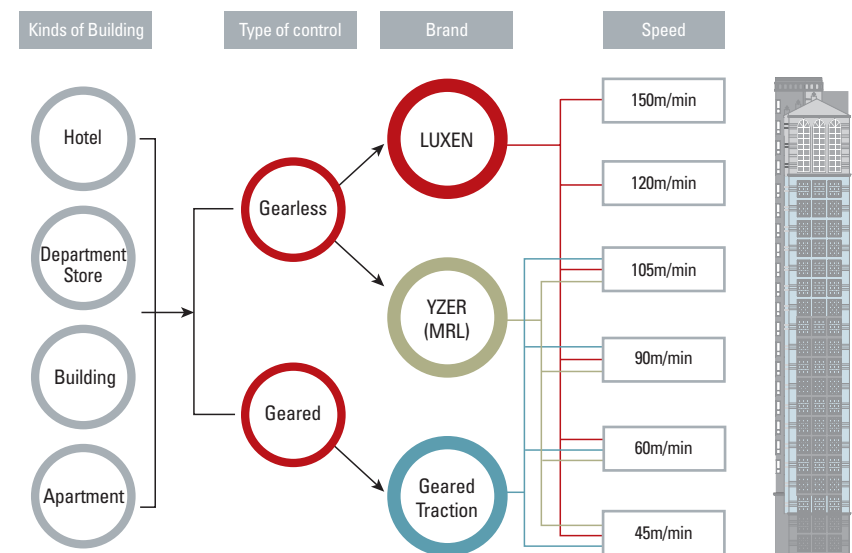 Kinds of Building
Type of control
Brand
Speed
Hotel
Department
Store
Building
Apartment
Gearless
Geared
LUXEN
YZER
(MRL)
Geared
Traction
150m/min
120m/min
105m/min
90m/min
60m/min
45m/min